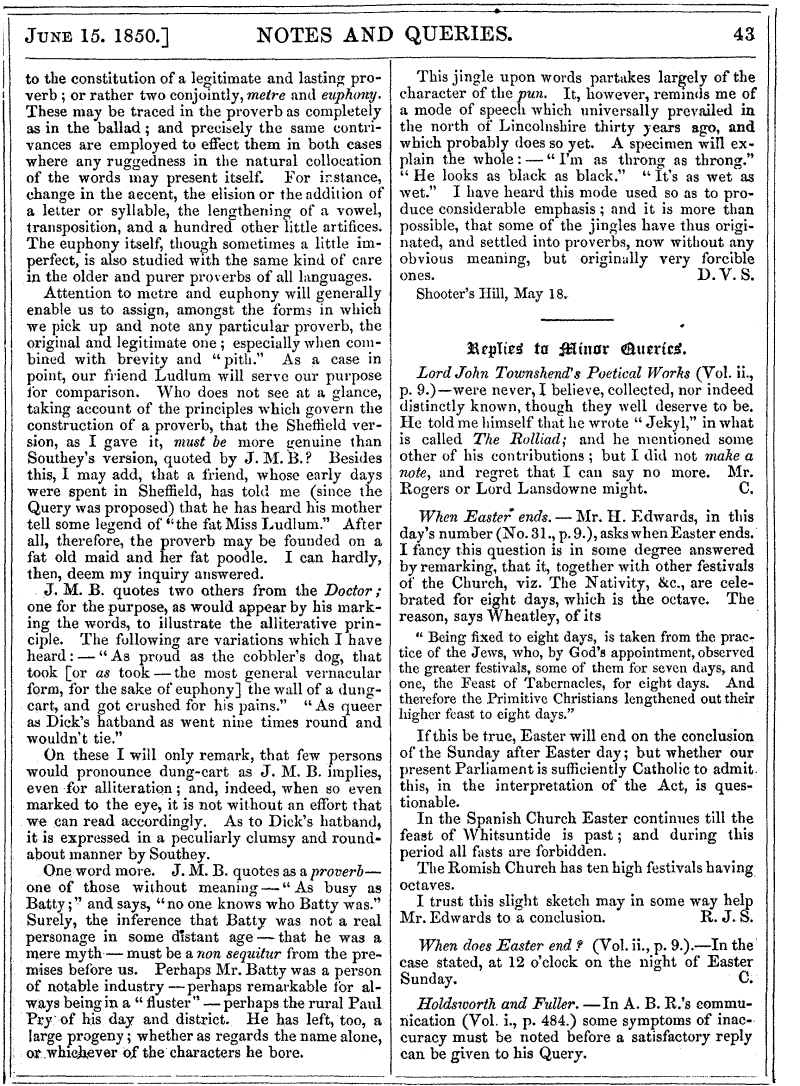 JUNE 15. 1850.] NOTES AND QUERIES. 43
to the constitution of a legitimate and lasting pro-
verb; or rather two conjointly, metre and euphony.
These may be traced in the proverb as completely
as in the ballad; and precisely the same contri-
vances are employed to effect them in both cases
where any ruggedness in the natural collocation
of the words may present itself. For instance,
change in the accent, the elision or the addition of
a letter or syllable, the lengthening of a vowel,
transposition, and a hundred other little artifices.
The euphony itself, though sometimes a little im-
perfect, is also studied with the same kind of care
in the older and purer proverbs of all languages.
Attention to metre and euphony will generally
enable us to assign, amongst the forms in which
we pick up and note any particular proverb, the
original and legitimate one; especially when com-
bined with brevity and "pith." As a case in
point, our friend Ludlum will serve our purpose
for comparison. Who does not see at a glance,
taking account of the principles which govern the
construction of a proverb, that the Sheffield ver-
sion, as I gave it, must be more genuine than
Southey's version, quoted by J. M. B.? Besides
this, I may add, that a friend, whose early days
were spent in Sheffield, has told me (since the
Query was proposed) that he has heard his mother
tell some legend of "the fat Miss Ludlum." After
all, therefore, the proverb may be founded on a
fat old maid and her fat poodle. I can hardly,
then, deem my inquiry answered.
J. M. B. quotes two others from the Doctor;
one for the purpose, as would appear by his mark-
ing the words, to illustrate the alliterative prin-
ciple. The following are variations which I have
heard:—"As proud as the cobbler's dog, that
took [or as took—the most general vernacular
form, for the sake of euphony] the wall of a dung-
cart, and got crushed for his pains." "As queer
as Dick's hatband as went nine times round and
wouldn't tie."
On these I will only remark, that few persons
would pronounce dung-cart as J. M. B. implies,
even for alliteration; and, indeed, when so even
marked to the eye, it is not without an effort that
we can read accordingly. As to Dick's hatband,
it is expressed in a peculiarly clumsy and round-
about manner by Southey.
One word more. J. M. B. quotes as a proverb—
one of those without meaning—"As busy as
Batty;" and says, "no one knows who Batty was."
Surely, the inference that Batty was not a real
personage in some distant age—that he was a
mere myth—must be a non sequitur from the pre-
mises before us. Perhaps Mr. Batty was a person
of notable industry—perhaps remarkable for al-
ways being in a "fluster"—perhaps the rural Paul
Pry of his day and district. He has left, too, a
large progeny; whether as regards the name alone,
or whichever of the characters he bore.
This jingle upon words partakes largely of the
character of the pun. It, however, reminds me of
a mode of speech which universally prevailed in
the north of Lincolnshire thirty years ago, and
which probably does so yet. A specimen will ex-
plain the whole:—"I'm as throng as throng."
"He looks as black as black." "It's as wet as
wet." I have heard this mode used so as to pro-
duce considerable emphasis; and it is more than
possible, that some of the jingles have thus origi-
nated, and settled into proverbs, now without any
obvious meaning, but originally very forcible
ones. D. V. S.
Shooter's Hill, May 18.
Replies to Minor Queries.
Lord John Townshend's Poetical Works (Vol. ii.,
p. 9.)—were never, I believe, collected, nor indeed
distinctly known, though they well deserve to be.
He told me himself that he wrote "Jekyl," in what
is called The Rolliad; and he mentioned some
other of his contributions; but I did not make a
note, and regret that I can say no more. Mr.
Rogers or Lord Lansdowne might. C.
When Easter ends.—Mr. H. Edwards, in this
day's number (No. 31., p. 9.), asks when Easter ends.
I fancy this question is in some degree answered
by remarking, that it, together with other festivals
of the Church, viz. The Nativity, &c., are cele-
brated for eight days, which is the octave. The
reason, says Wheatley, of its
"Being fixed to eight days, is taken from the prac-
tice of the Jews, who, by God's appointment, observed
the greater festivals, some of them for seven days, and
one, the Feast of Tabernacles, for eight days. And
therefore the Primitive Christians lengthened out their
higher feast to eight days."
If this be true, Easter will end on the conclusion
of the Sunday after Easter day; but whether our
present Parliament is sufficiently Catholic to admit
this, in the interpretation of the Act, is ques-
tionable.
In the Spanish Church Easter continues till the
feast of Whitsuntide is past; and during this
period all fasts are forbidden.
The Romish Church has ten high festivals having
octaves.
I trust this slight sketch may in some way help
Mr. Edwards to a conclusion. R. J. S.
When does Easter end? (Vol. ii., p. 9.).—In the
case stated, at 12 o'clock on the night of Easter
Sunday. C.
Holdsworth and Fuller.—In A. B. R.'s commu-
nication (Vol. i., p. 484.) some symptoms of inac-
curacy must be noted before a satisfactory reply
can be given to his Query.